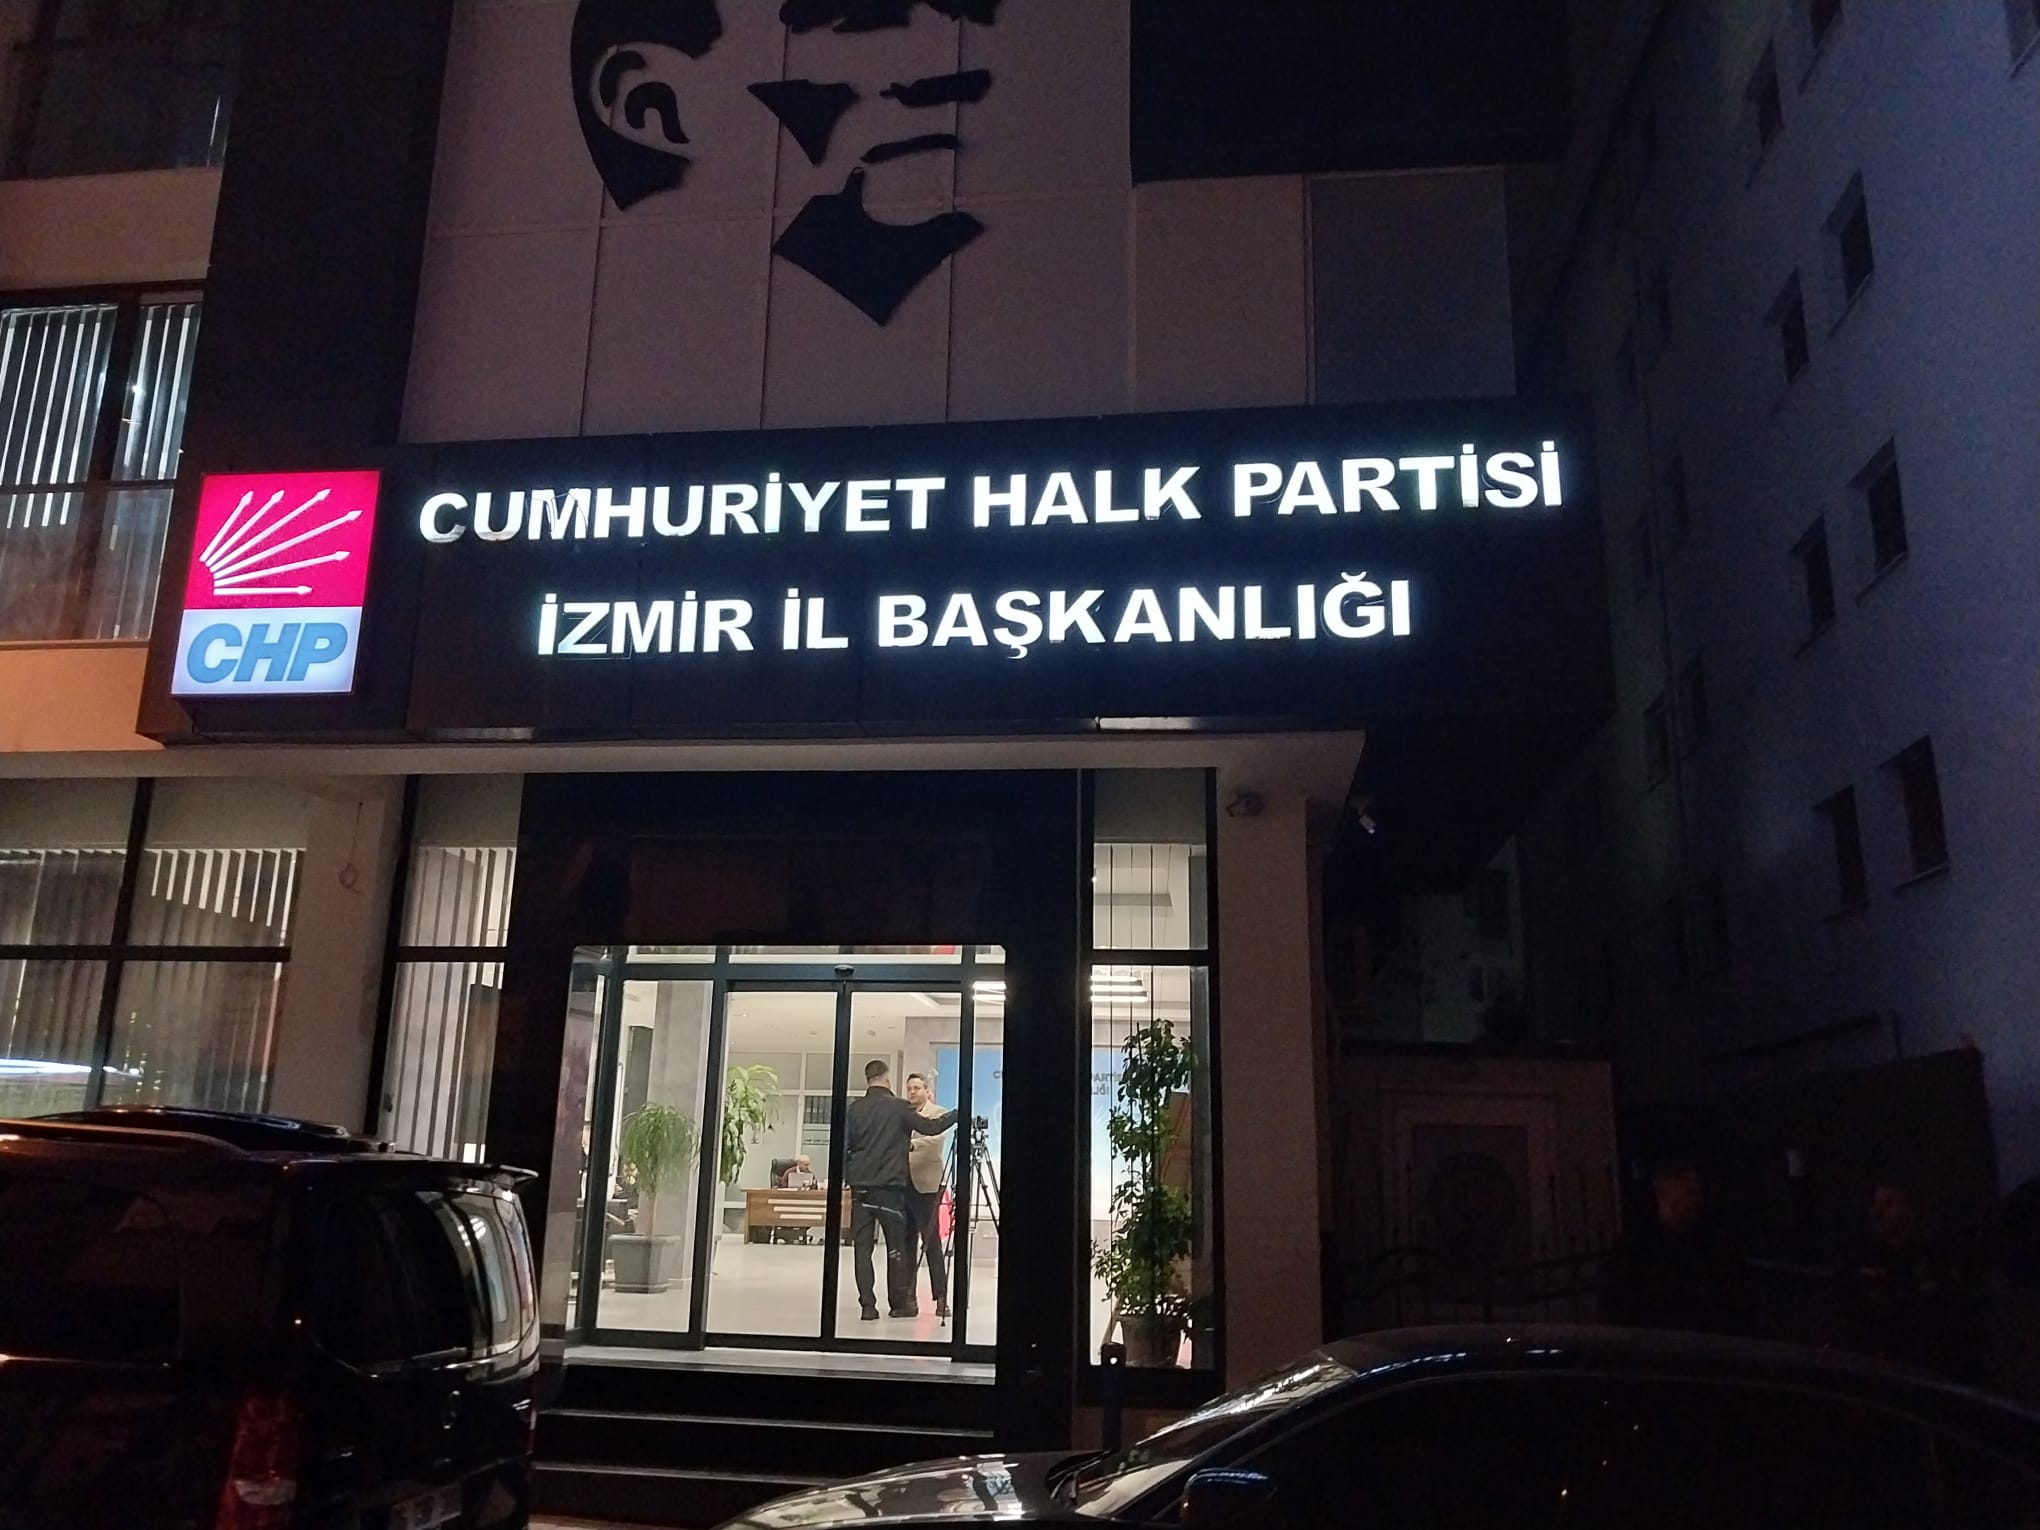 CUMHURİYET HALK PARTİSİ
İZMİR İL BAŞKANLIĞI
CHP